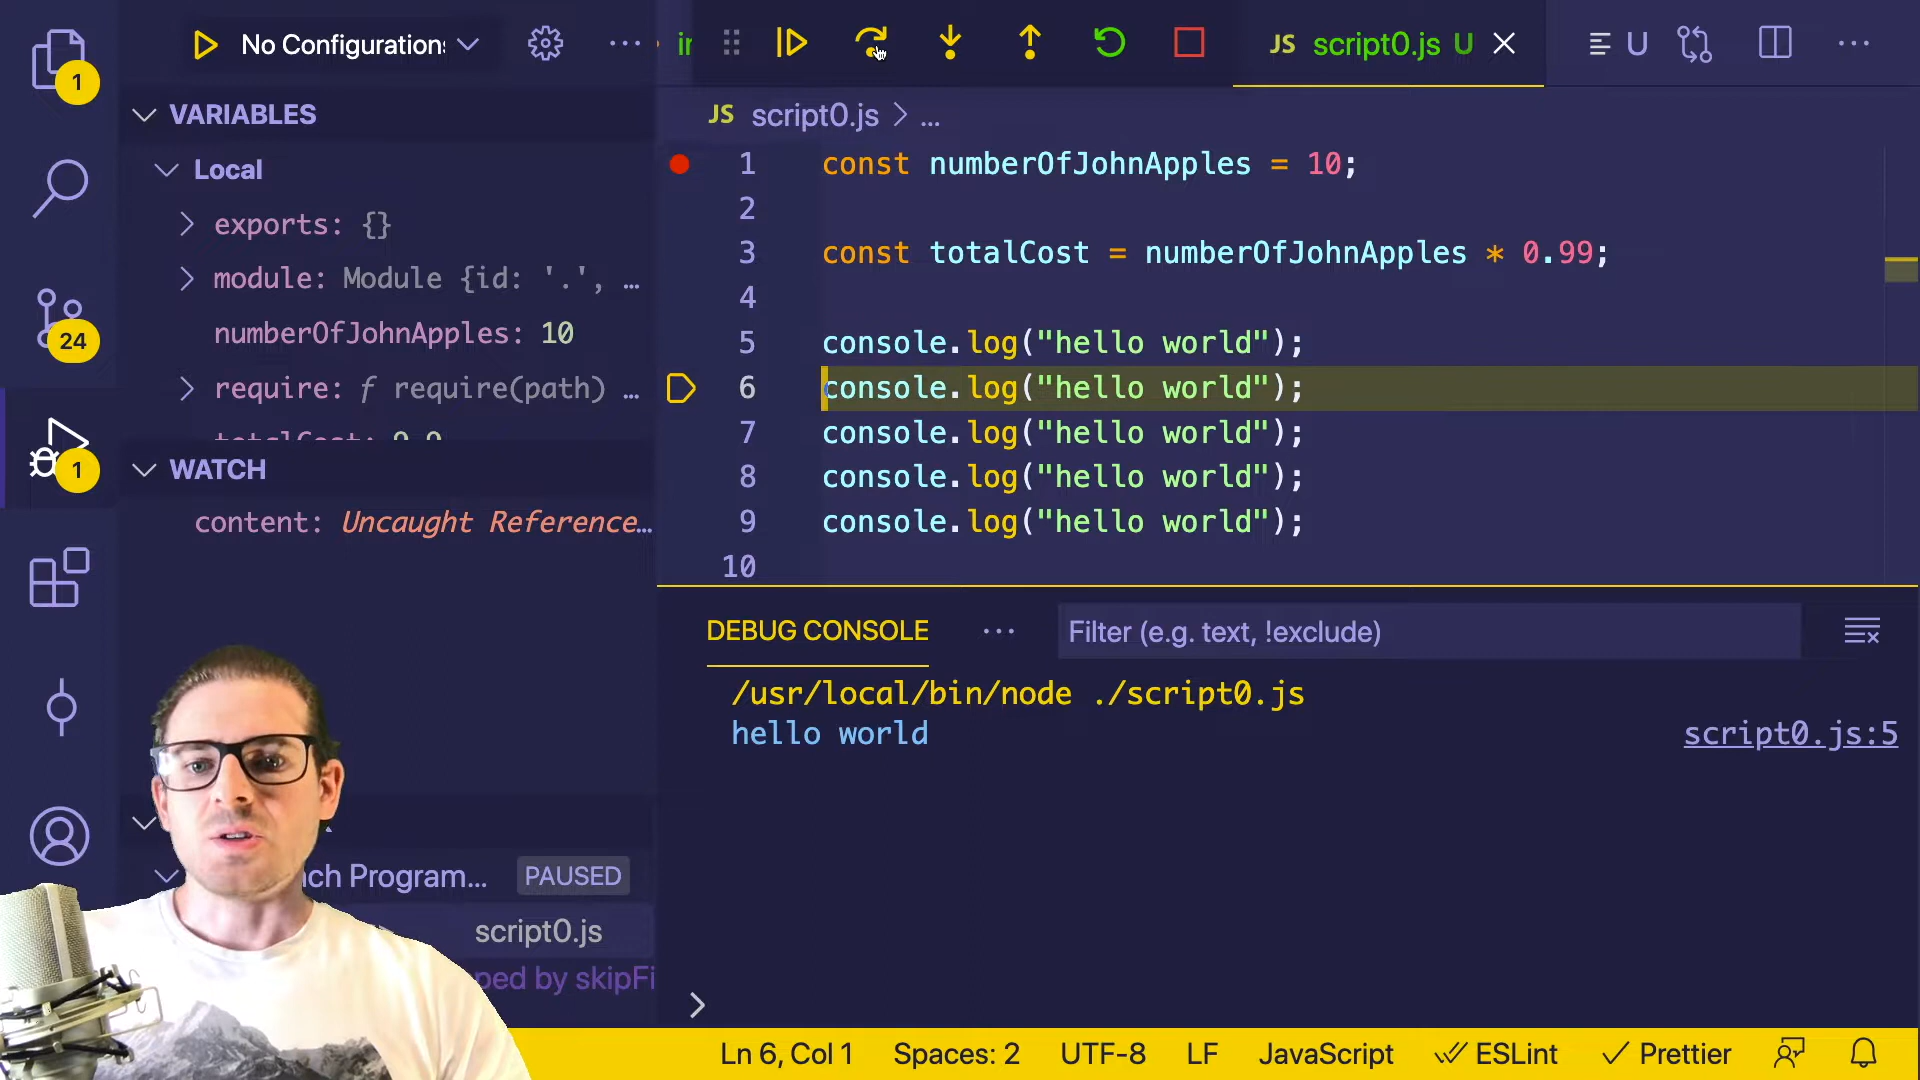 No Configuration:
JS script0.js U
U
1
VARIABLES
Local
exports: {}
module: Module {id: '.', …
numberOfJohnApples: 10
require: ƒ require(path) …
totalCost: 9.9
WATCH
content: Uncaught Reference…
24
1
JS script0.js > ...
1 const numberOfJohnApples = 10;
2
3 const totalCost = numberOfJohnApples * 0.99;
4
5 console.log("hello world");
6 console.log("hello world");
7 console.log("hello world");
8 console.log("hello world");
9 console.log("hello world");
10
DEBUG CONSOLE
Filter (e.g. text, !exclude)
/usr/local/bin/node ./script0.js
hello world script0.js:5
ch Program... PAUSED
script0.js
ped by skipFi
Ln 6, Col 1 Spaces: 2 UTF-8 LF JavaScript ESLint Prettier